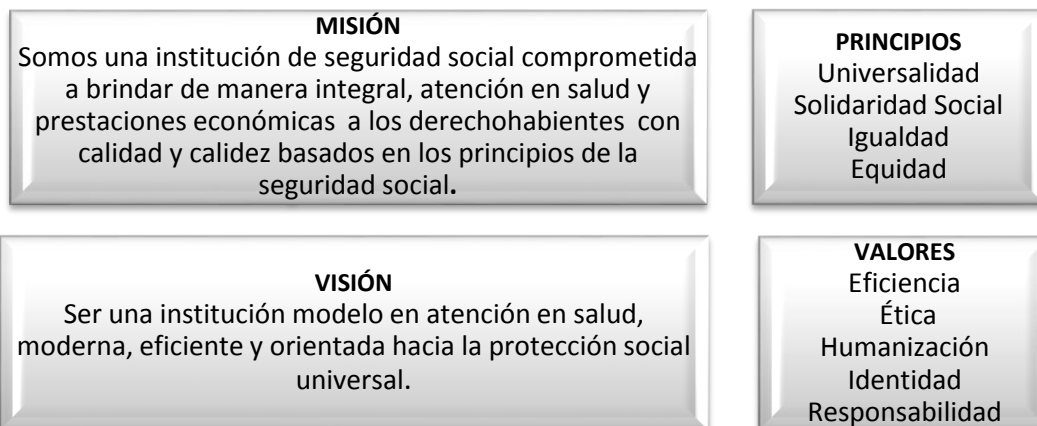 MISIÓN
Somos una institución de seguridad social comprometida
a brindar de manera integral, atención en salud y
prestaciones económicas a los derechohabientes con
calidad y calidez basados en los principios de la
seguridad social.
PRINCIPIOS
Universalidad
Solidaridad Social
Igualdad
Equidad
VISIÓN
Ser una institución modelo en atención en salud,
moderna, eficiente y orientada hacia la protección social
universal.
VALORES
Eficiencia
Ética
Humanización
Identidad
Responsabilidad